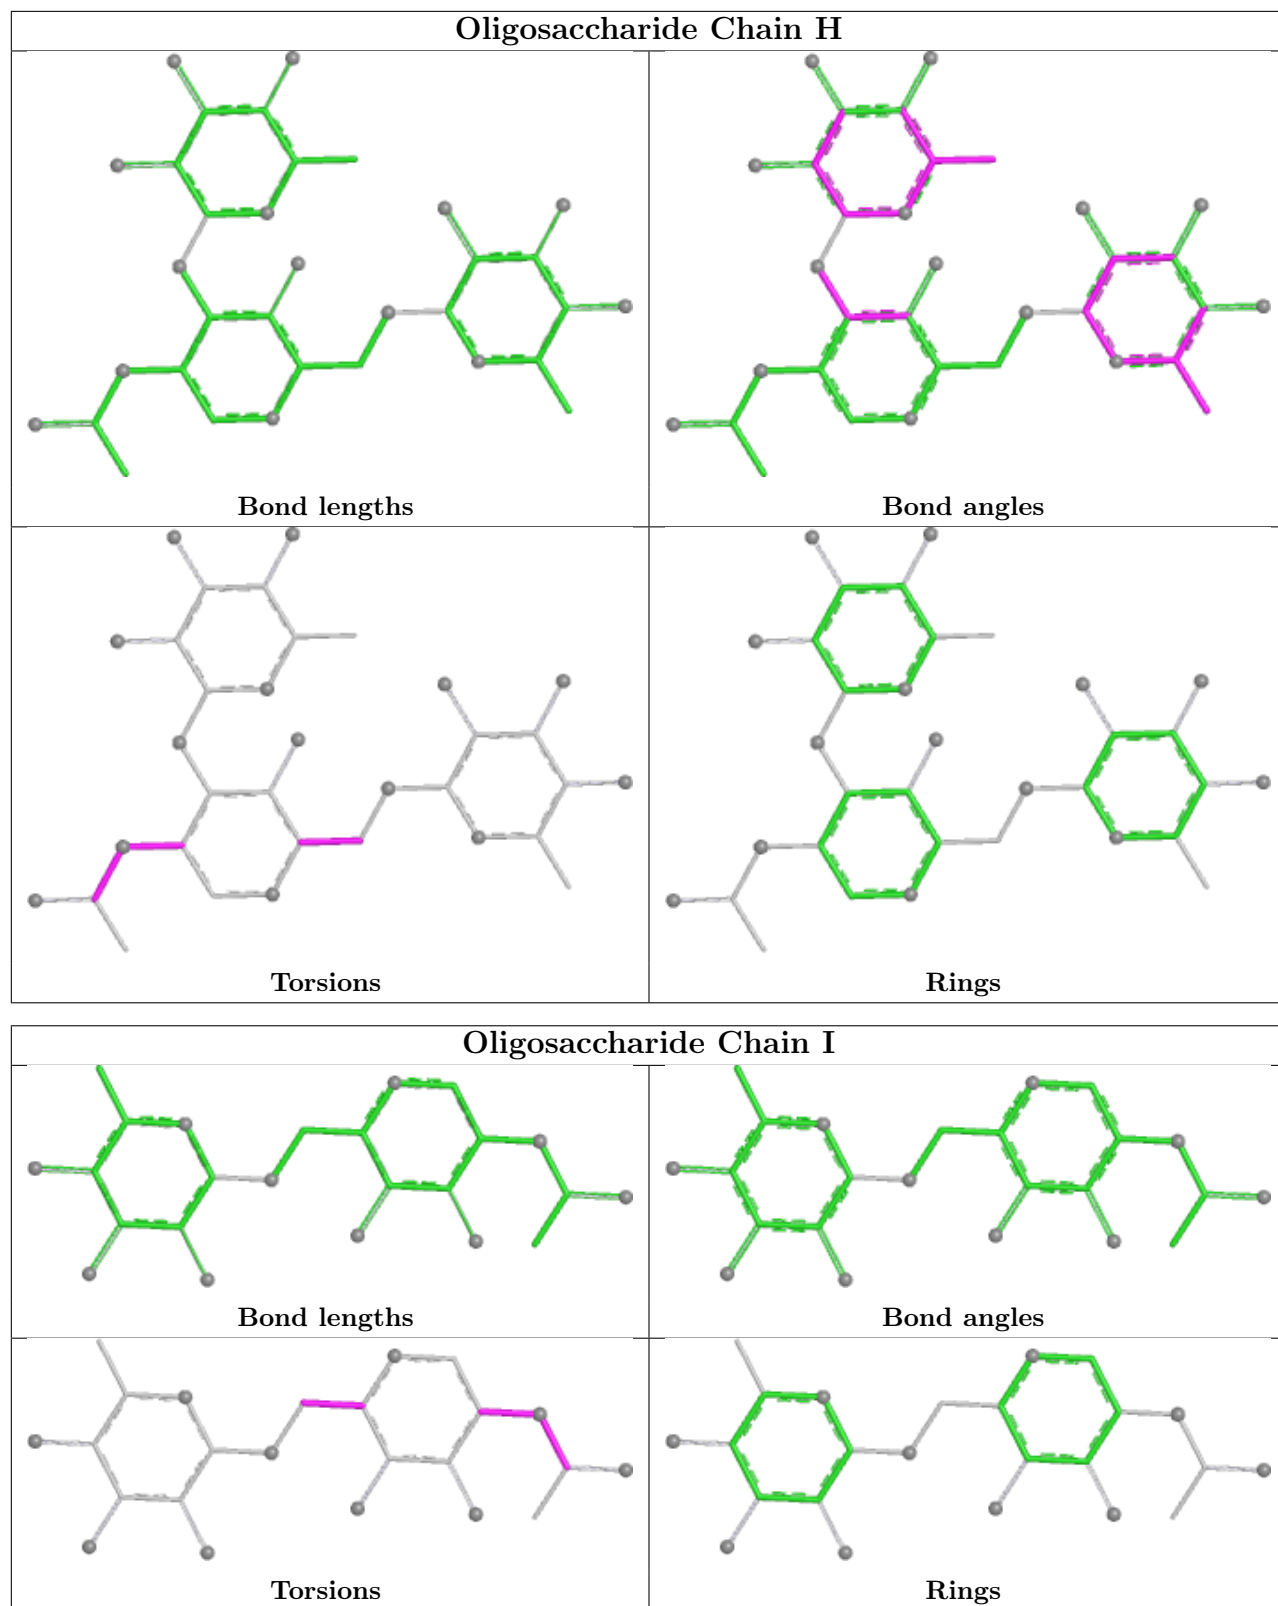 Oligosaccharide Chain H
Bond lengths
Bond angles
Torsions
Rings
Oligosaccharide Chain I
Bond lengths
Bond angles
Torsions
Rings